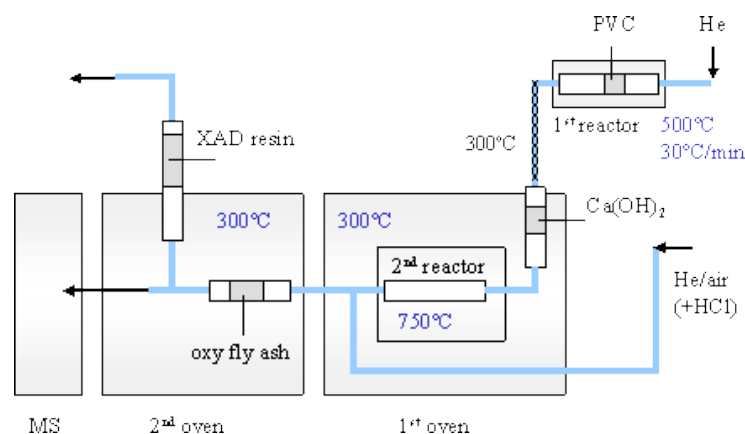 PVC
He
XAD resin
1st reactor
500°C
30°C/min
300°C
Ca(OH)2
300°C
300°C
2nd reactor
He/air
(+HCl)
750°C
oxy fly ash
MS
2nd oven
1st oven